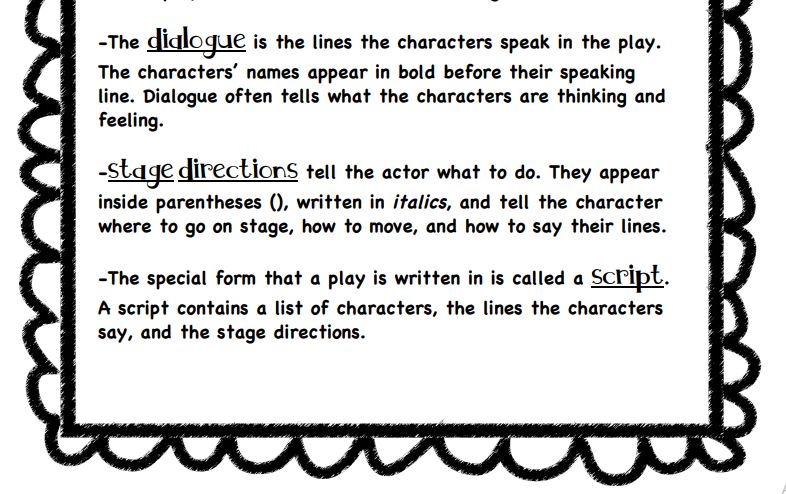 -The dialogue is the lines the characters speak in the play.
The characters' names appear in bold before their speaking
line. Dialogue often tells what the characters are thinking and
feeling.
-stage directions tell the actor what to do. They appear
inside parentheses (), written in italics, and tell the character
where to go on stage, how to move, and how to say their lines.
-The special form that a play is written in is called a script.
A script contains a list of characters, the lines the characters
say, and the stage directions.